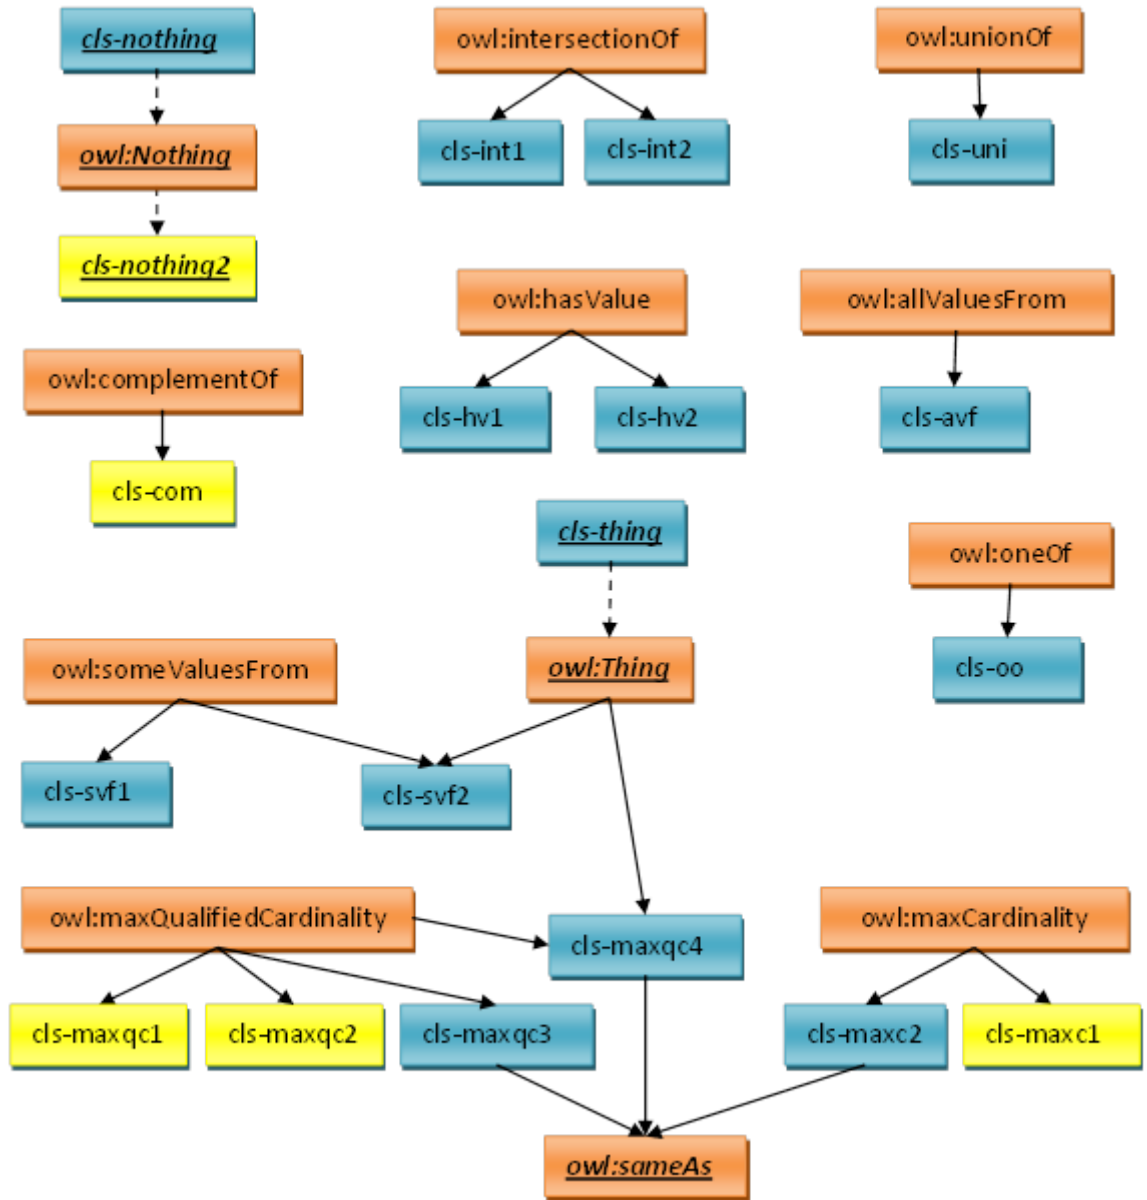 cls-nothing
owl:intersectionOf
owl:unionOf
owl:Nothing
cls-int1
cls-int2
cls-uni
cls-nothing2
owl:hasValue
owl:allValuesFrom
owl:complementOf
cls-hv1
cls-hv2
cls-avf
cls-com
cls-thing
owl:oneOf
owl:someValuesFrom
owl:Thing
cls-oo
cls-svf1
cls-svf2
owl:maxQualifiedCardinality
owl:maxCardinality
cls-maxqc4
cls-maxqc1
cls-maxqc2
cls-maxqc3
cls-maxc2
cls-maxc1
owl:sameAs